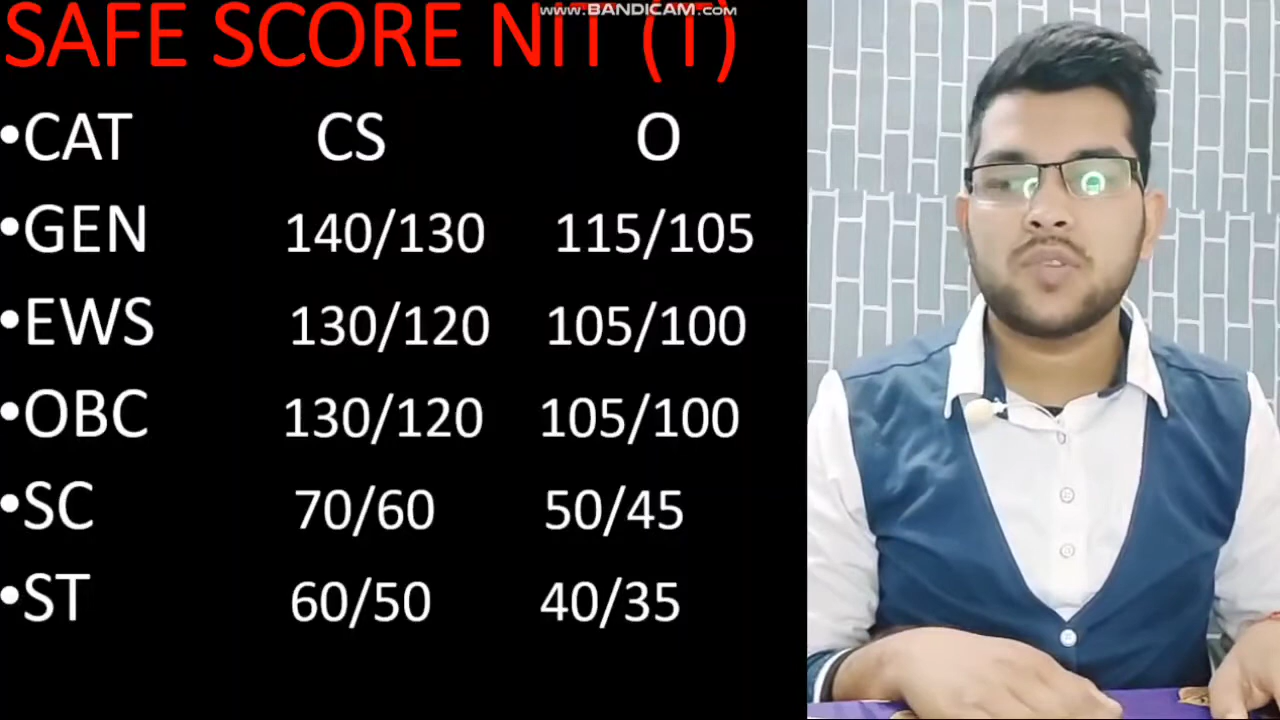 www.BANDICAM.com
SAFE SCORE NIT (T)
•CAT CS O
•GEN 140/130 115/105
•EWS 130/120 105/100
•OBC 130/120 105/100
•SC 70/60 50/45
•ST 60/50 40/35